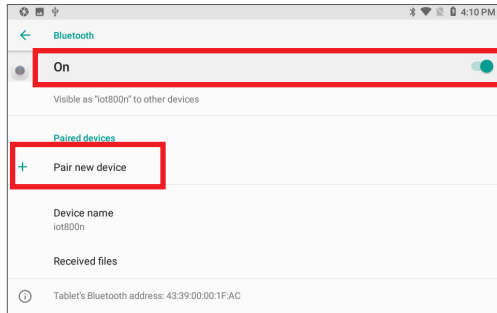 4:10 PM
Bluetooth
On
Visible as "iot800n" to other devices
Paired devices
Pair new device
Device name
iot800n
Received files
Tablet's Bluetooth address: 43:39:00:00:1F:AC